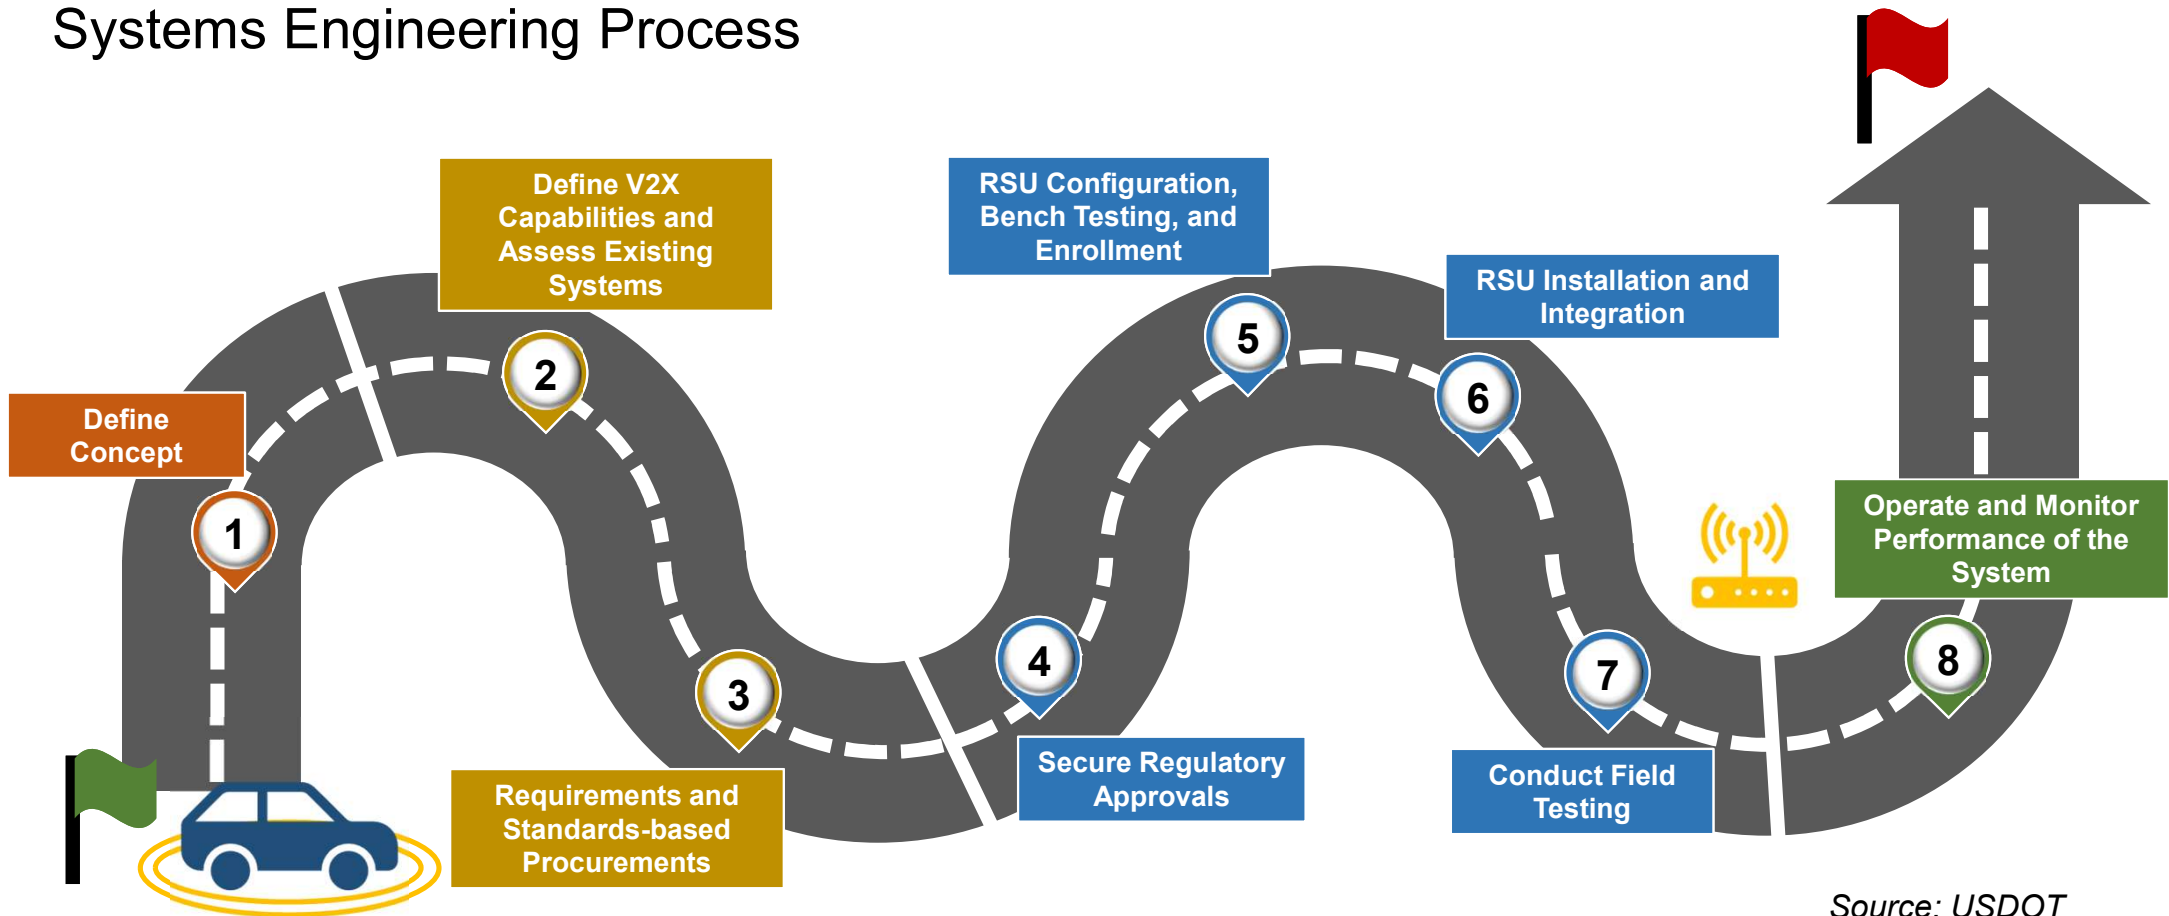 Systems Engineering Process
Define
Concept
1
Define V2X
Capabilities and
Assess Existing
Systems
2
Requirements and
Standards-based
Procurements
3
Secure Regulatory
Approvals
4
RSU Configuration,
Bench Testing, and
Enrollment
5
RSU Installation and
Integration
6
Conduct Field
Testing
7
Operate and Monitor
Performance of the
System
8
Source: USDOT